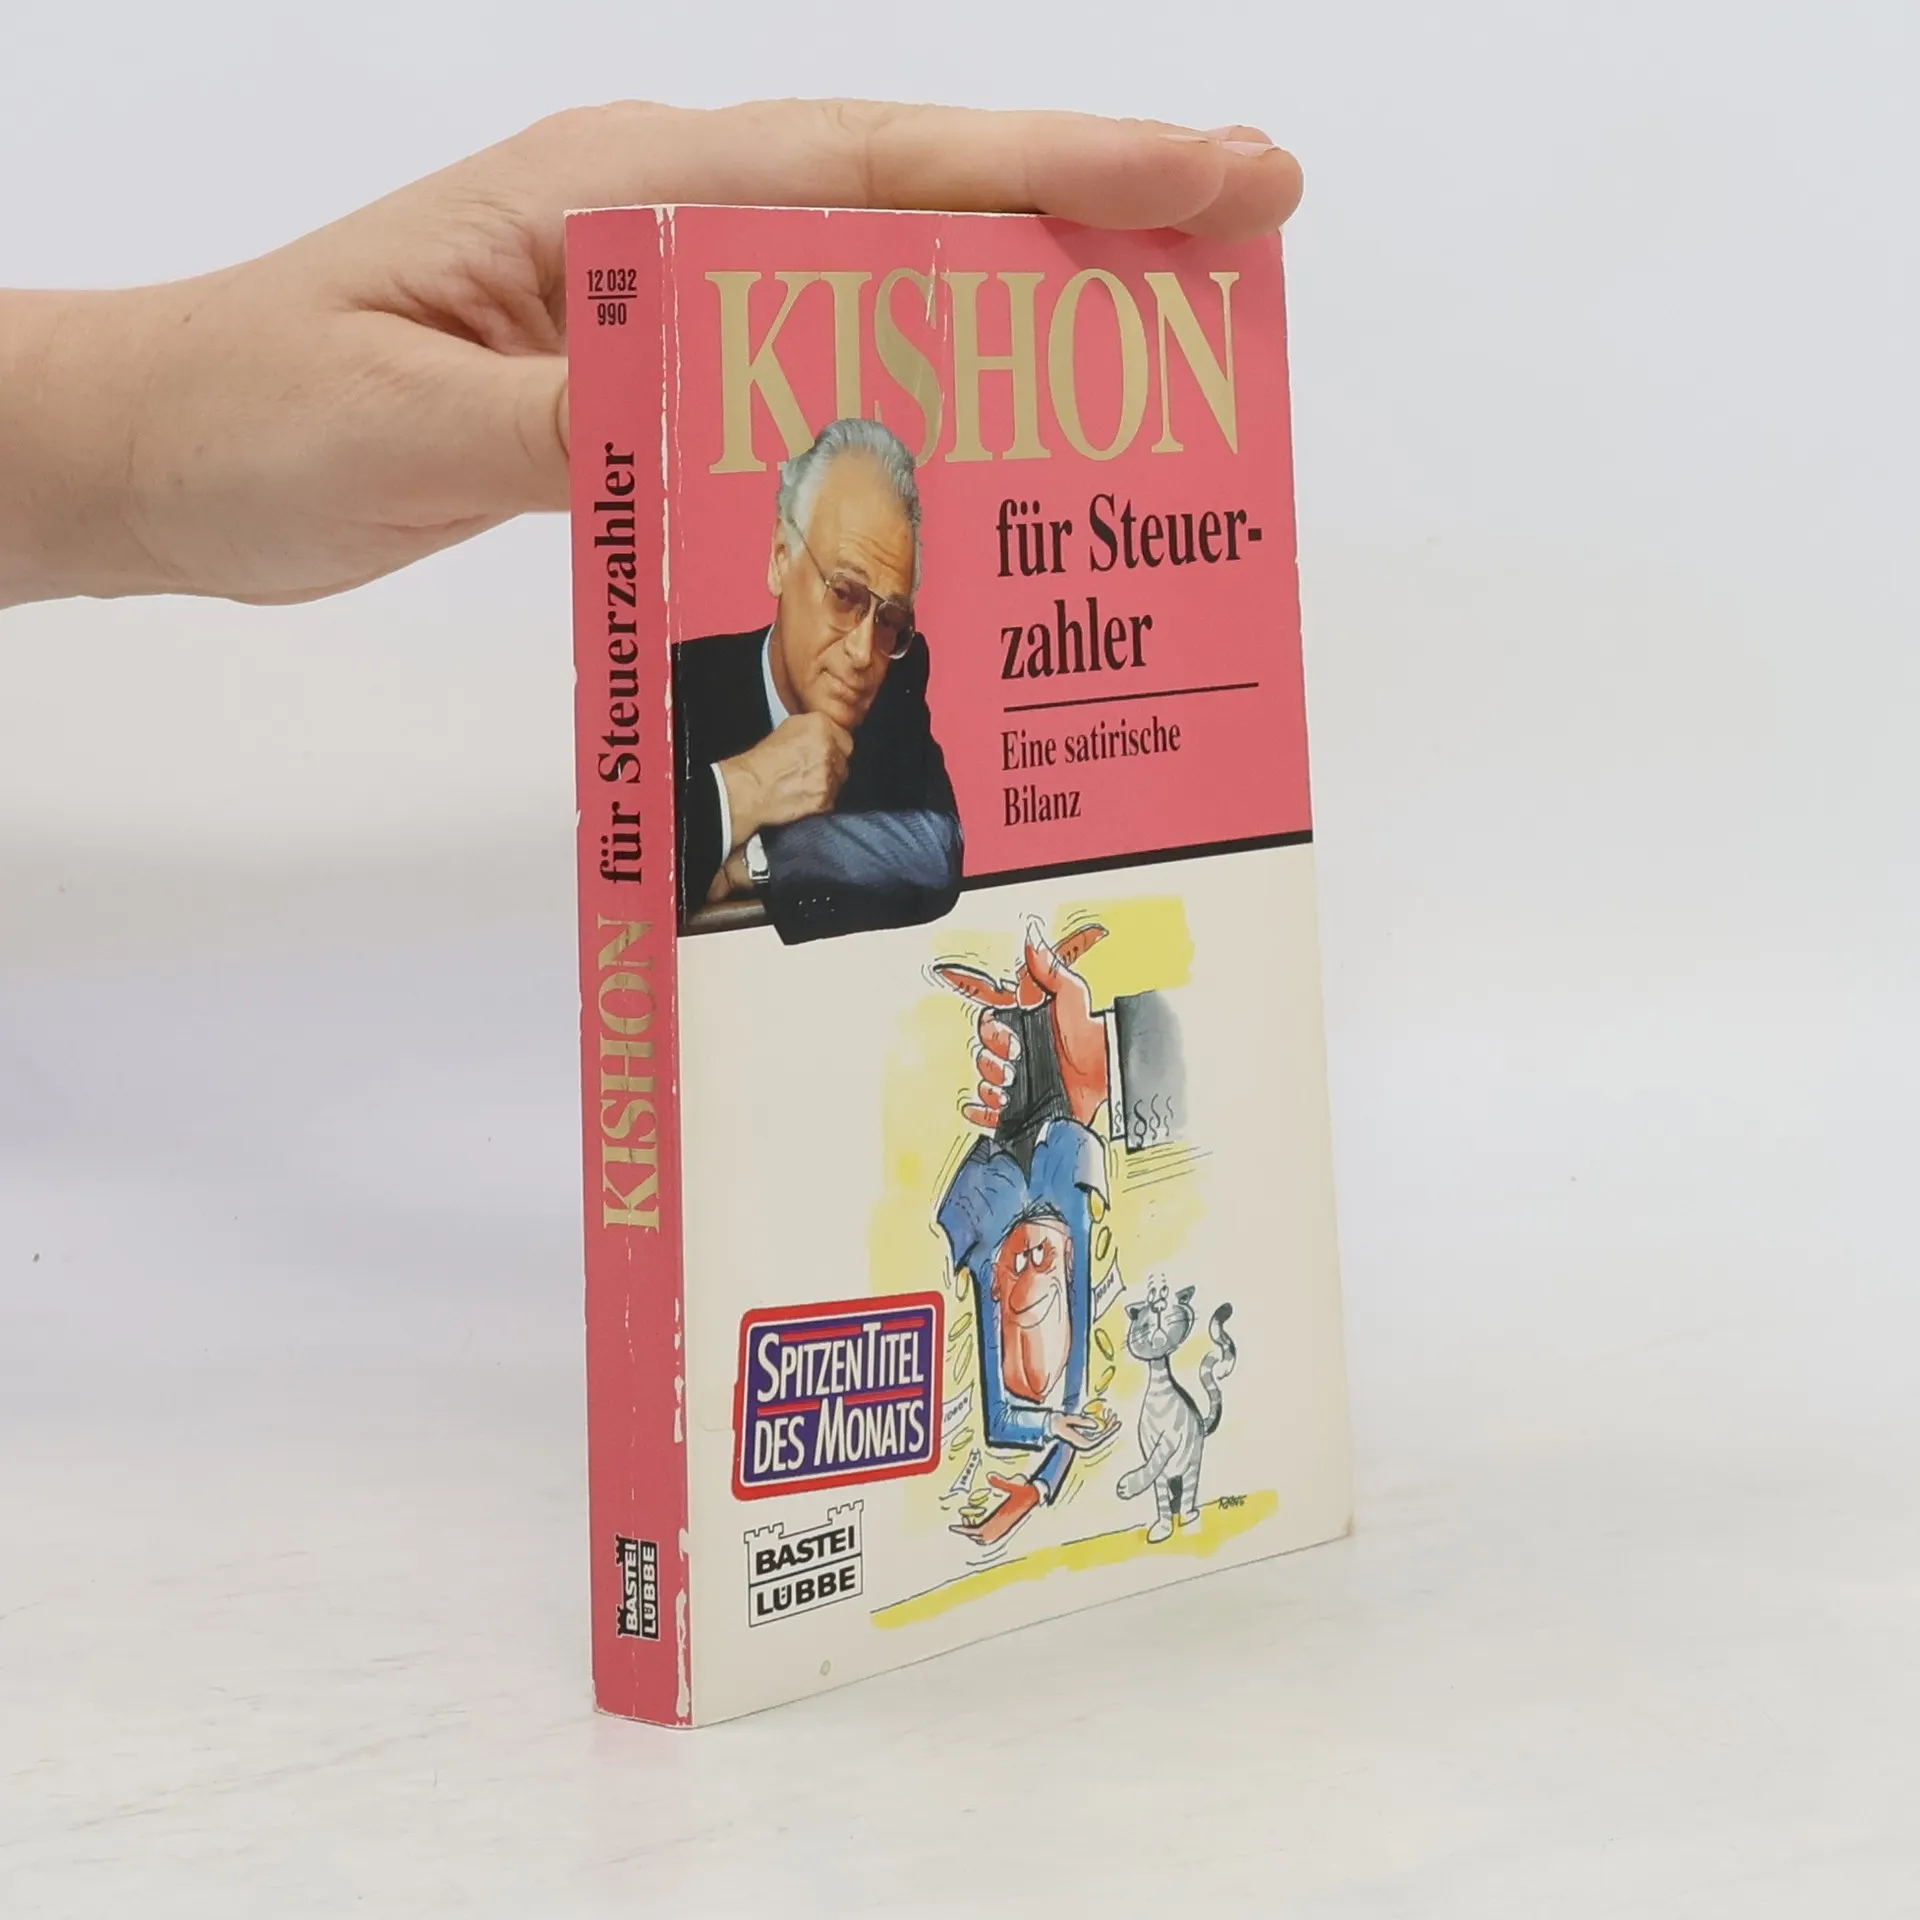 12 032
990
KISHON für Steuerzahler
BASTEI
LÜBBE
KISHON
für Steuer-
zahler
Eine satirische
Bilanz
SPITZENTITEL
DES MONATS
BASTEI
LÜBBE